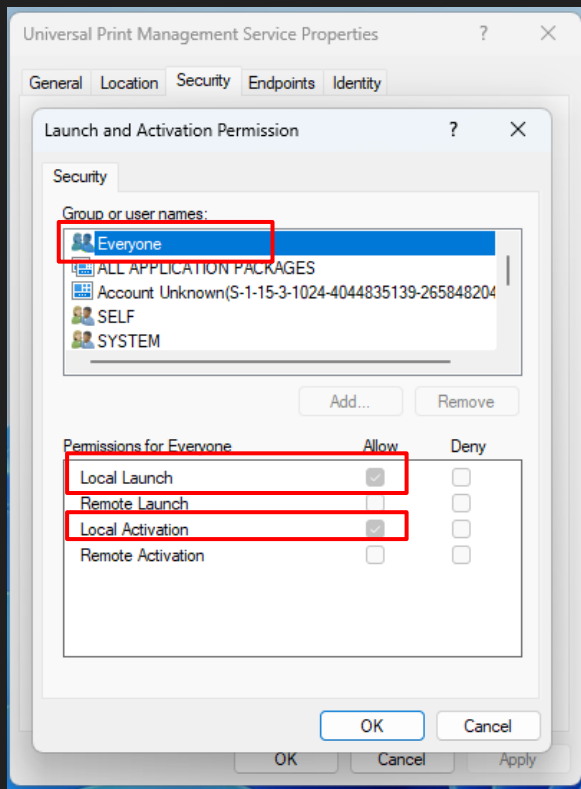 Universal Print Management Service Properties ? ×
General Location Security Endpoints Identity
Launch and Activation Permission ? ×
Security
Group or user names:
Everyone
ALL APPLICATION PACKAGES
Account Unknown(S-1-15-3-1024-4044835139-265848204
SELF
SYSTEM
Add... Remove
Permissions for Everyone Allow Deny
Local Launch
Remote Launch
Local Activation
Remote Activation
OK Cancel
OK Cancel Apply